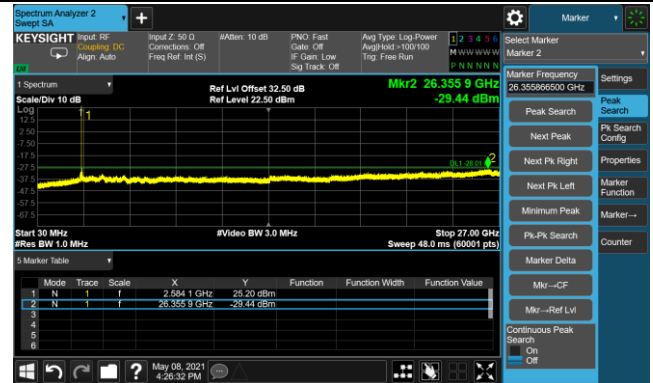 Spectrum Analyzer 2
Swept SA
Marker
KEYSIGHT
Input: RF
Coupling: DC
Align: Auto
Input Z: 50 Ω
Corrections: Off
Freq Ref: Int (S)
#Atten: 10 dB
PNO: Fast
Gate: Off
IF Gain: Low
Sig Track: Off
Avg Type: Log-Power
Avg|Hold >100/100
Trig: Free Run
1 2 3 4 5 6
M W W W W W
P N N N N N
Select Marker
Marker 2
1 Spectrum
Scale/Div 10 dB
Log
Ref Lvl Offset 32.50 dB
Ref Level 22.50 dBm
Mkr2 26.355 9 GHz
-29.44 dBm
12.5
2.50
-7.50
-17.5
-27.5
-37.5
-47.5
-57.5
-67.5
1
2
DL1 -28.01
Start 30 MHz
#Res BW 1.0 MHz
#Video BW 3.0 MHz
Stop 27.00 GHz
Sweep 48.0 ms (60001 pts)
5 Marker Table
Mode Trace Scale X Y Function Function Width Function Value
1 N 1 f 2.584 1 GHz 25.20 dBm
2 N 1 f 26.355 9 GHz -29.44 dBm
3
4
5
6
Marker Frequency
26.355866500 GHz
Peak Search
Next Peak
Next Pk Right
Next Pk Left
Minimum Peak
Pk-Pk Search
Marker Delta
Mkr→CF
Mkr→Ref Lvl
Continuous Peak
Search
On
Off
Settings
Peak
Search
Pk Search
Config
Properties
Marker
Function
Marker→
Counter
May 08, 2021
4:26:32 PM